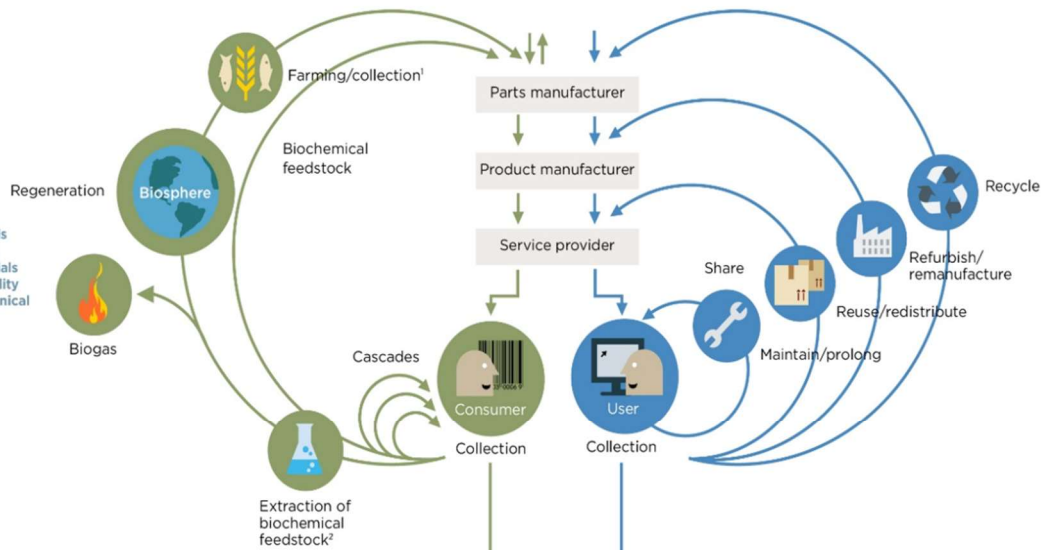 Farming/collection¹
Parts manufacturer
Biochemical
feedstock
Product manufacturer
Regeneration
Biosphere
Recycle
Service provider
Share
Refurbish/
remanufacture
Reuse/redistribute
Biogas
Cascades
Maintain/prolong
Consumer
User
Collection
Collection
Extraction of
biochemical
feedstock²